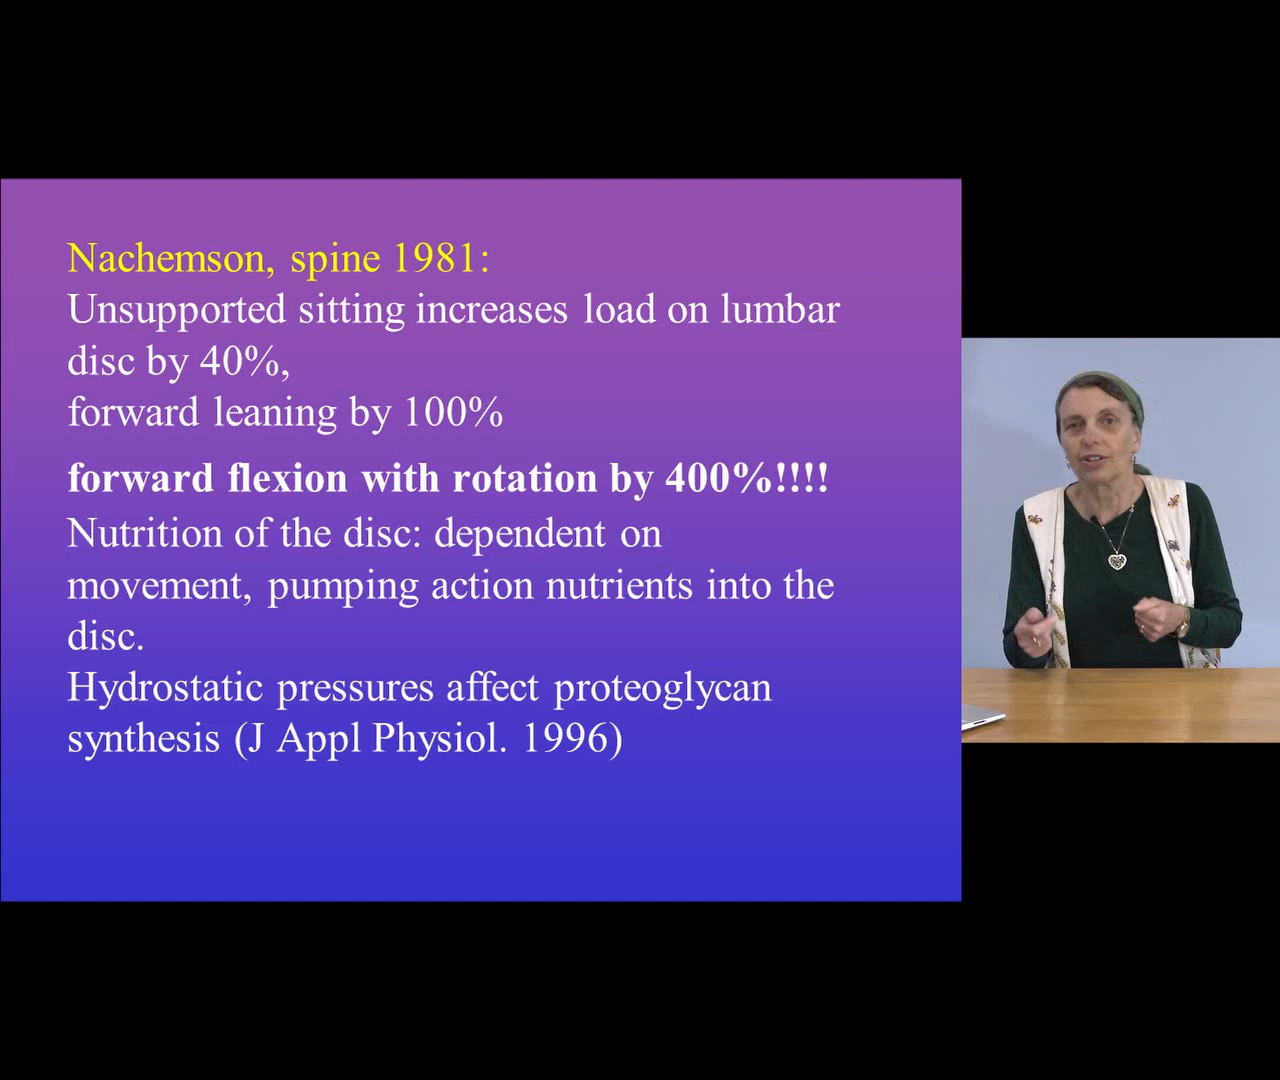 Nachemson, spine 1981:
Unsupported sitting increases load on lumbar
disc by 40%,
forward leaning by 100%
forward flexion with rotation by 400%!!!!
Nutrition of the disc: dependent on
movement, pumping action nutrients into the
disc.
Hydrostatic pressures affect proteoglycan
synthesis (J Appl Physiol. 1996)